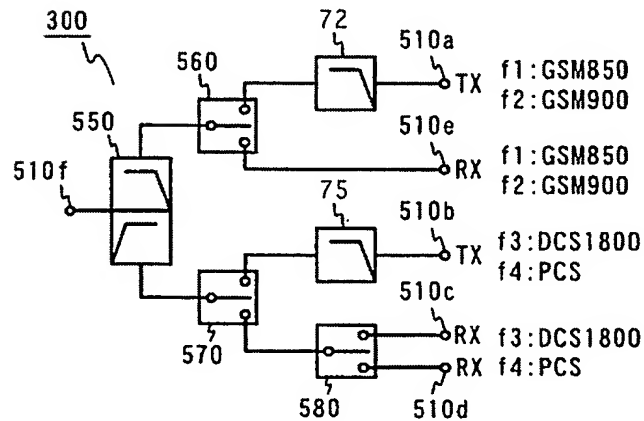 300
72
510a
560
TX f1:GSM850
f2:GSM900
550
510e
510f
RX f1:GSM850
f2:GSM900
75
510b
TX f3:DCS1800
f4:PCS
510c
570
RX f3:DCS1800
RX f4:PCS
580
510d